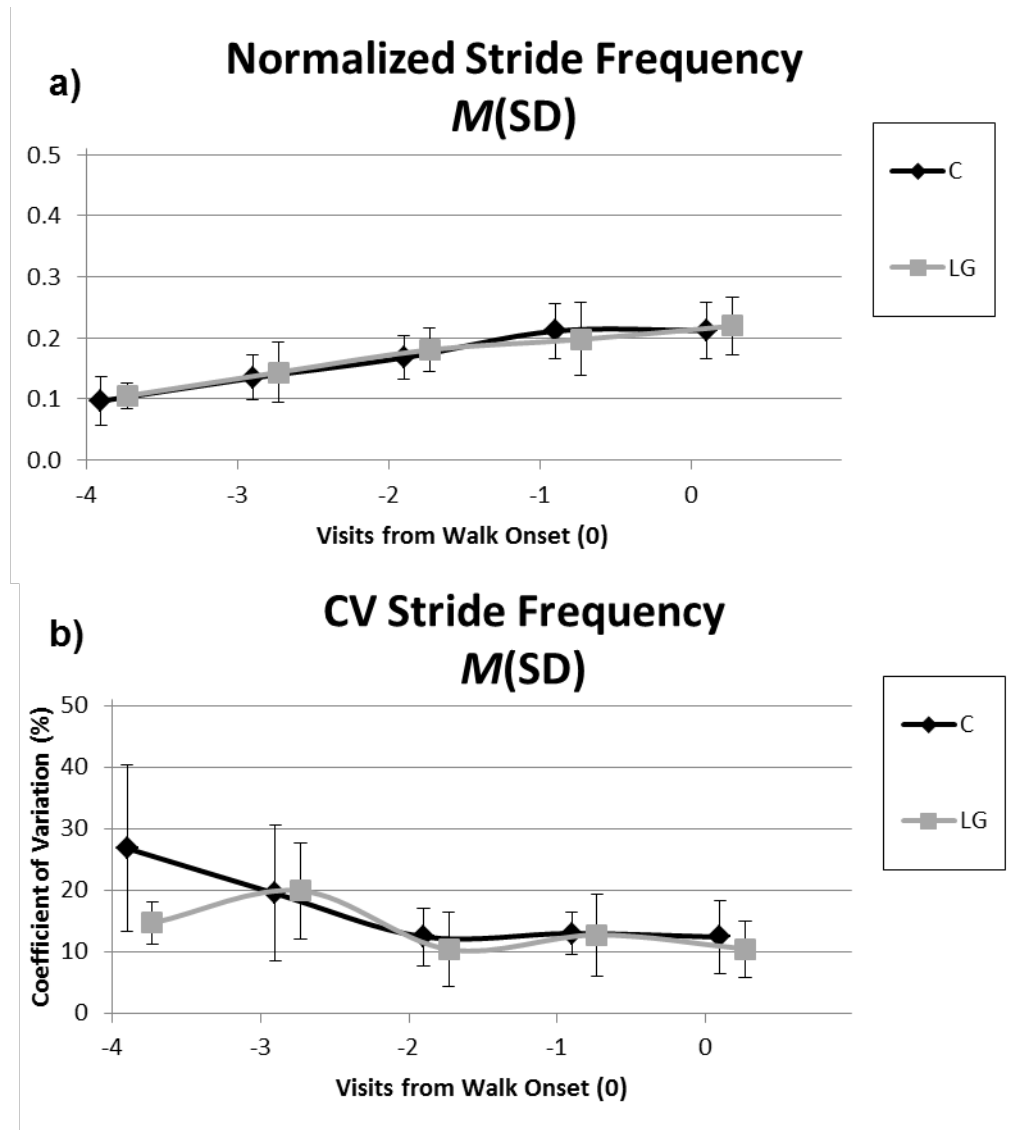 a)
Normalized Stride Frequency
M(SD)
0.5
0.4
0.3
0.2
0.1
0.0
-4 -3 -2 -1 0
Visits from Walk Onset (0)
C
LG
b)
CV Stride Frequency
M(SD)
Coefficient of Variation (%)
50
40
30
20
10
0
-4 -3 -2 -1 0
Visits from Walk Onset (0)
C
LG